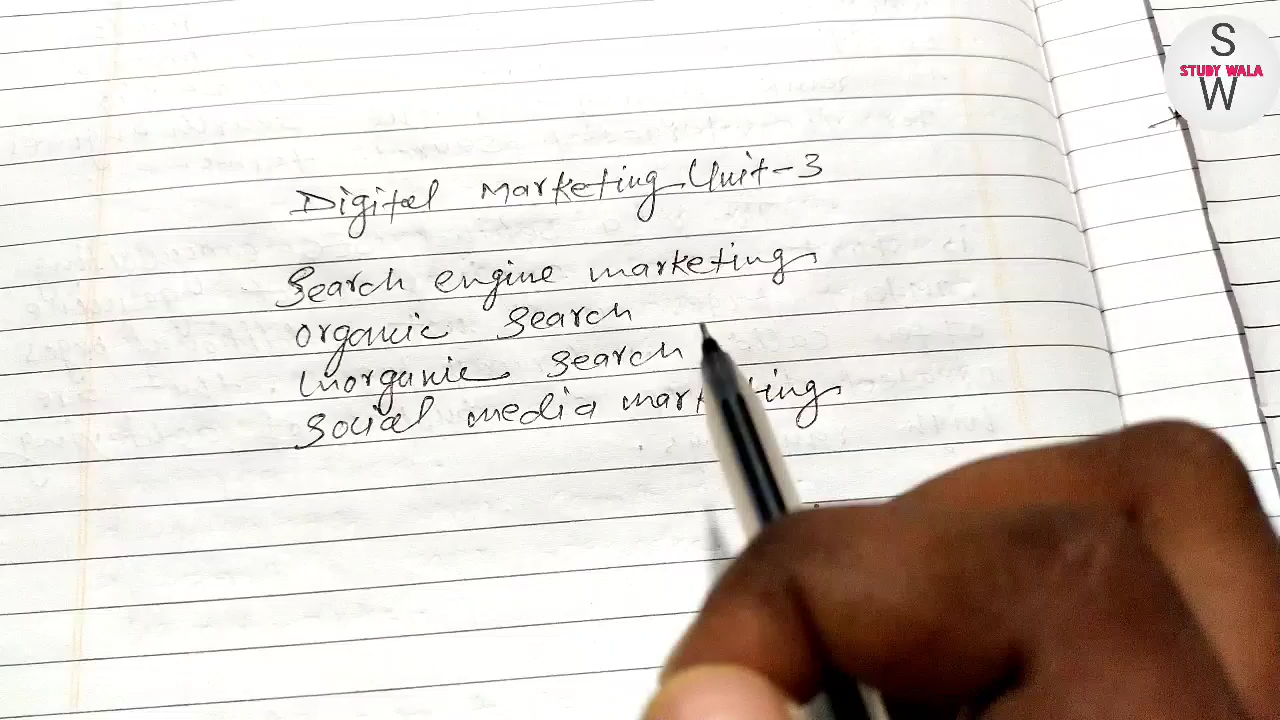 S
STUDY WALA
W
Digital Marketing Unit-3
Search engine marketing
Organic Search
Inorganic Search
Social media marketing